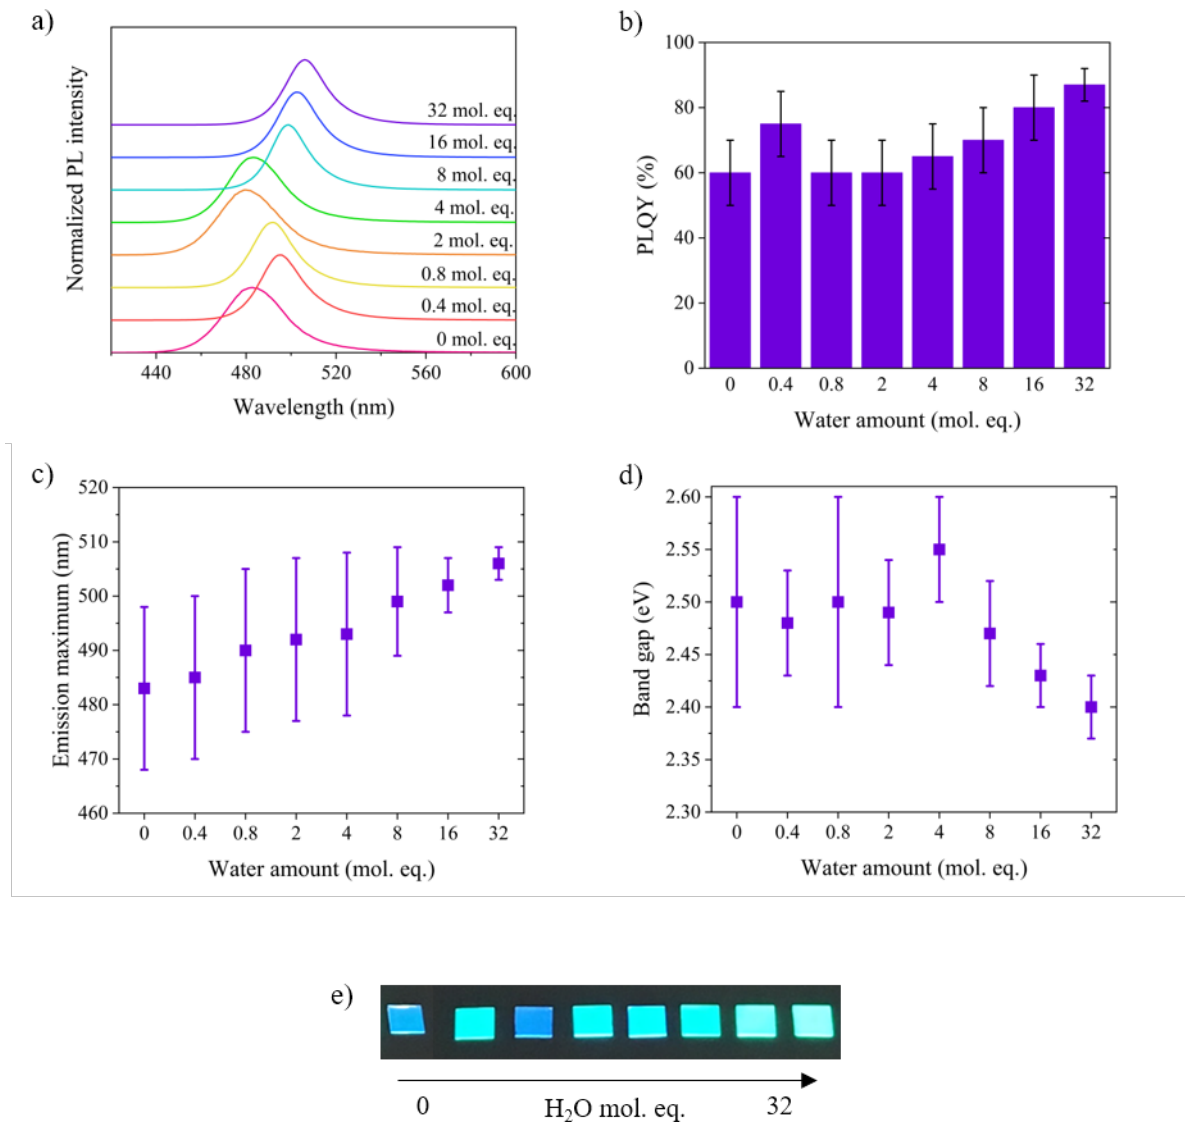 a)
Normalized PL intensity
32 mol. eq.
16 mol. eq.
8 mol. eq.
4 mol. eq.
2 mol. eq.
0.8 mol. eq.
0.4 mol. eq.
0 mol. eq.
440 480 520 560 600
Wavelength (nm)
b)
PLQY (%)
100
80
60
40
20
0
0 0.4 0.8 2 4 8 16 32
Water amount (mol. eq.)
c)
Emission maximum (nm)
520
510
500
490
480
470
460
0 0.4 0.8 2 4 8 16 32
Water amount (mol. eq.)
d)
Band gap (eV)
2.60
2.55
2.50
2.45
2.40
2.35
2.30
0 0.4 0.8 2 4 8 16 32
Water amount (mol. eq.)
e)
0 H₂O mol. eq. 32